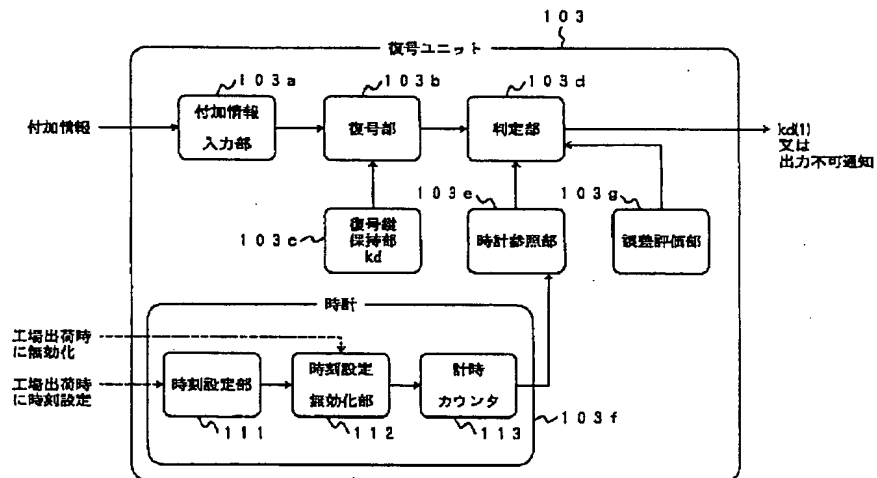 103
復号ユニット
103a
103b
103d
付加情報
付加情報
入力部
復号部
判定部
kd(1)
又は
出力不可通知
103c
復号鍵
保持部
kd
103e
時計参照部
103g
誤差評価部
時計
工場出荷時
に無効化
工場出荷時
に時刻設定
時刻設定部
時刻設定
無効化部
計時
カウンタ
111
112
113
103f